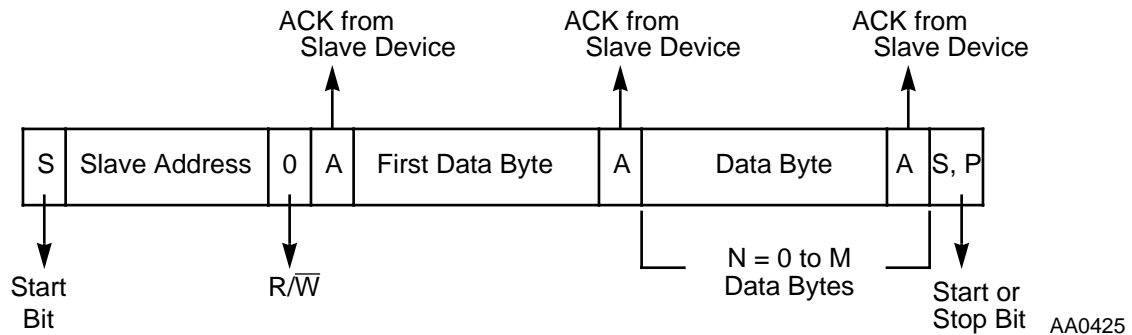 ACK from
Slave Device
ACK from
Slave Device
ACK from
Slave Device
S Slave Address 0 A First Data Byte A Data Byte A S, P
Start
Bit
R/W̅
N = 0 to M
Data Bytes
Start or
Stop Bit
AA0425